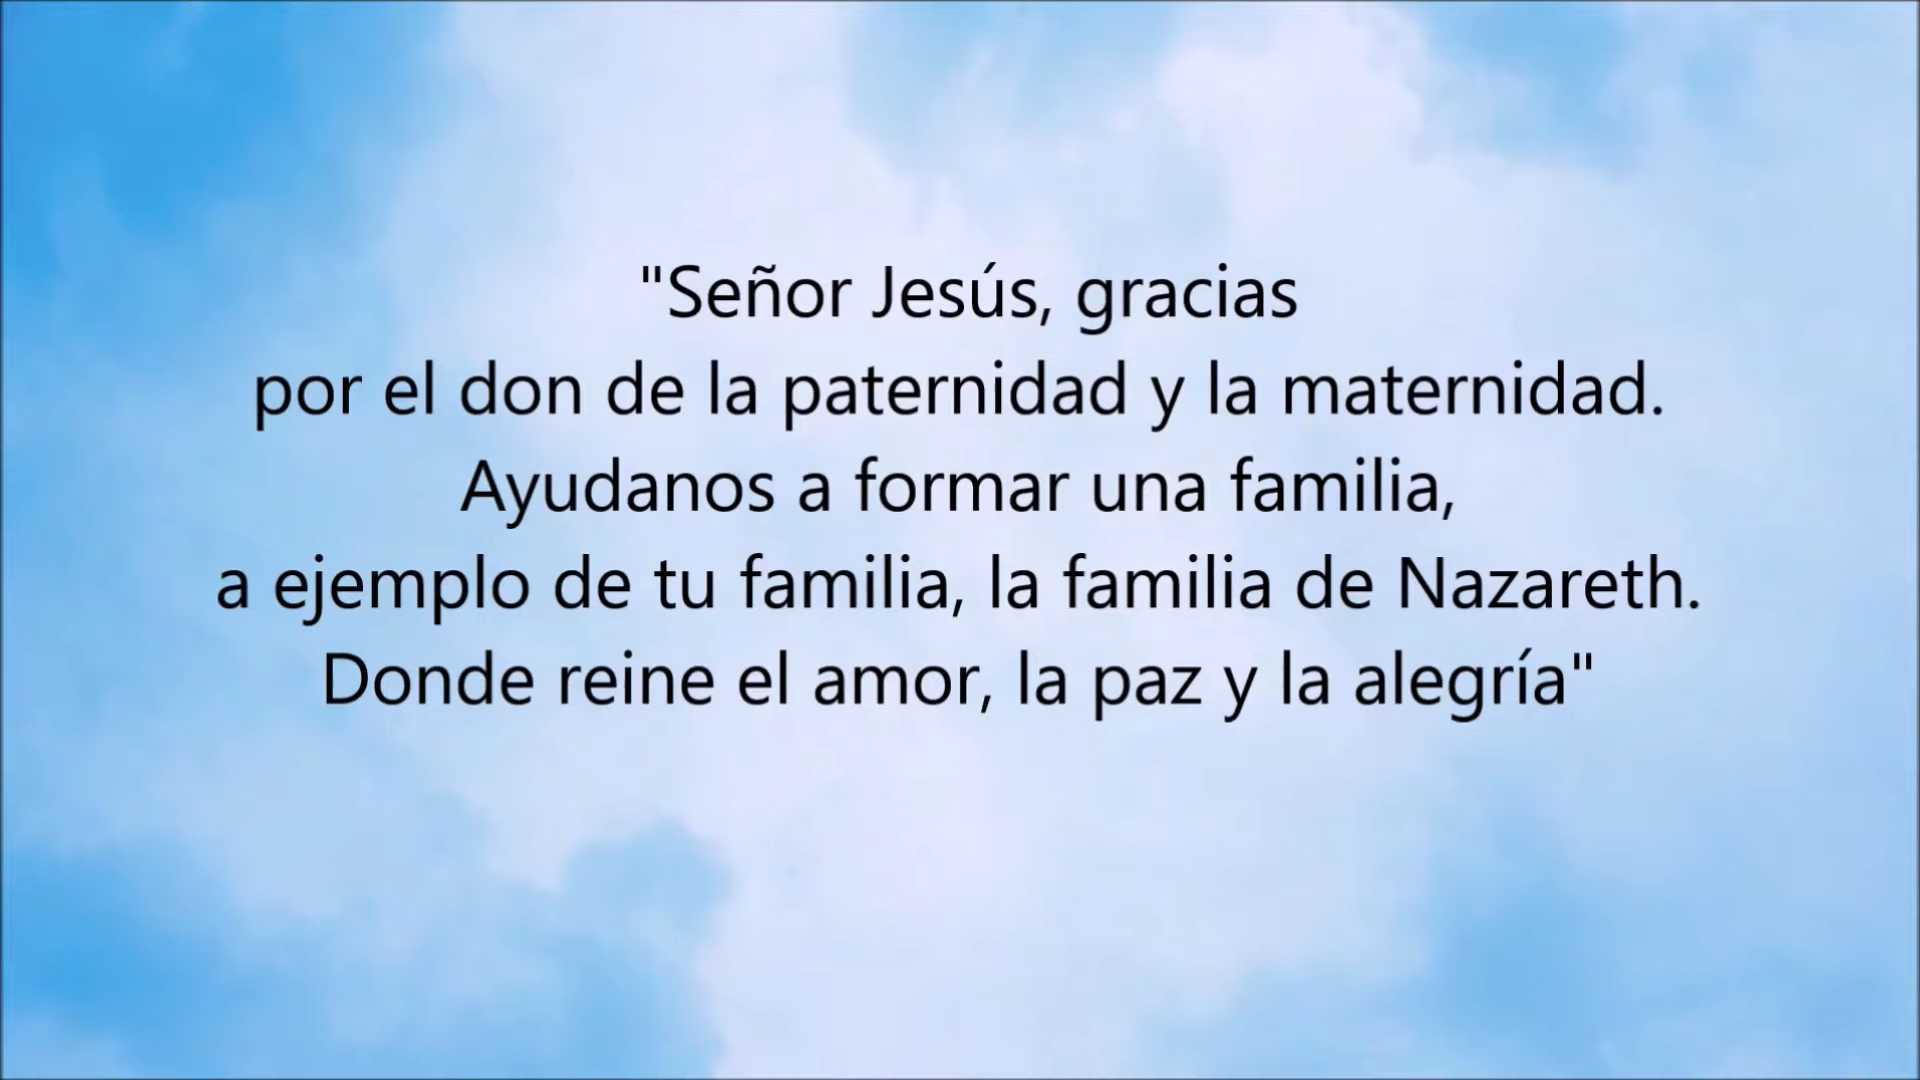 "Señor Jesús, gracias
por el don de la paternidad y la maternidad.
Ayudanos a formar una familia,
a ejemplo de tu familia, la familia de Nazareth.
Donde reine el amor, la paz y la alegría"